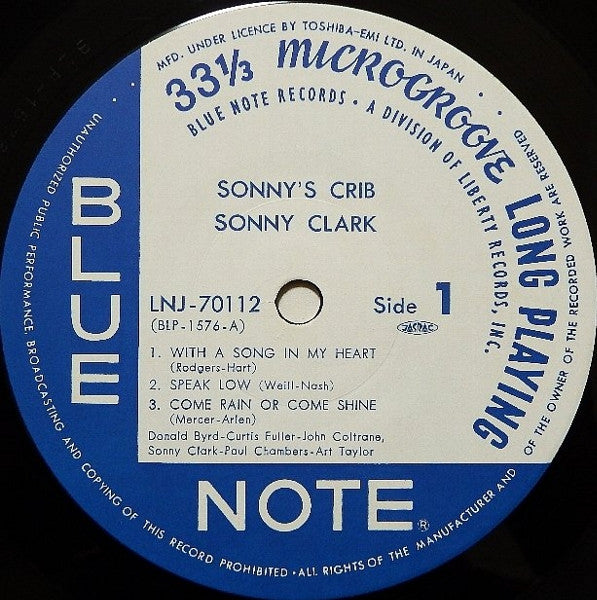 MFD. UNDER LICENCE BY TOSHIBA-EMI LTD. IN JAPAN
33⅓ MICROGROOVE LONG PLAYING
BLUE NOTE RECORDS • A DIVISION OF LIBERTY RECORDS, INC.
SONNY'S CRIB
SONNY CLARK
LNJ-70112 Side 1
(BLP-1576-A)
JASRAC
1. WITH A SONG IN MY HEART
(Rodgers-Hart)
2. SPEAK LOW (Weill-Nash)
3. COME RAIN OR COME SHINE
(Mercer-Arlen)
Donald Byrd-Curtis Fuller-John Coltrane,
Sonny Clark-Paul Chambers-Art Taylor
BLUE
NOTE®
UNAUTHORIZED PUBLIC PERFORMANCE BROADCASTING AND COPYING OF THIS RECORD PROHIBITED • ALL RIGHTS OF THE MANUFACTURER AND OF THE OWNER OF THE RECORDED WORK ARE RESERVED